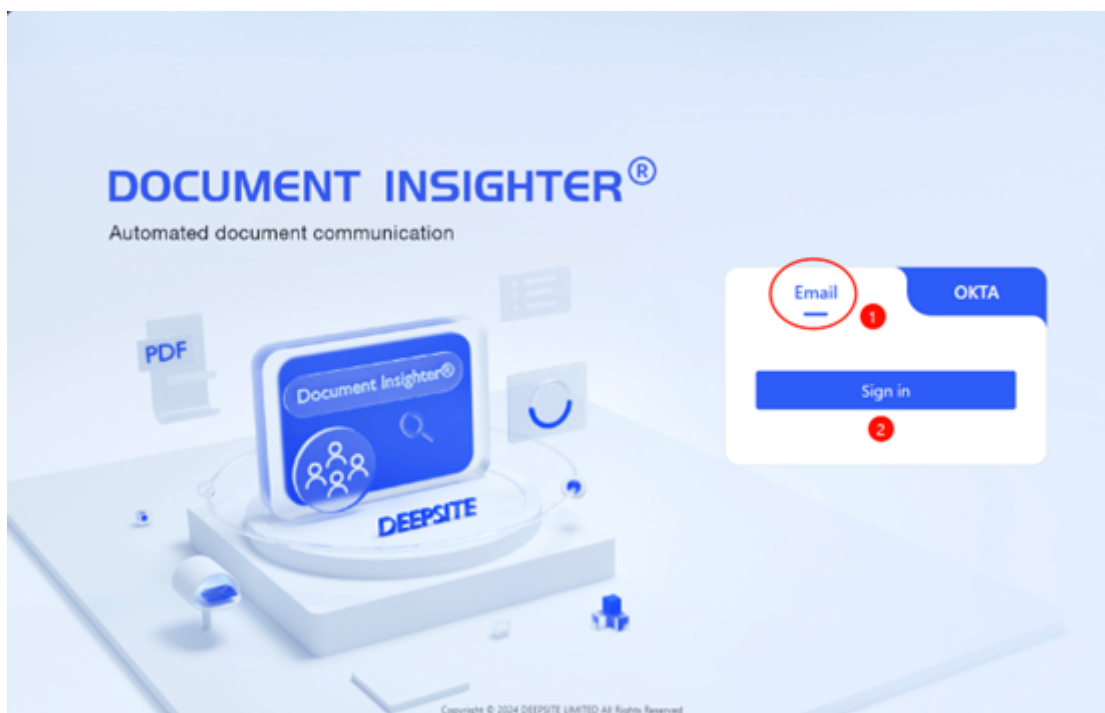 DOCUMENT INSIGHTER®
Automated document communication
Email
OKTA
1
Sign in
2
PDF
Document Insighter®
DEEPSITE
Copyright © 2024 DEEPSITE LIMITED All Rights Reserved